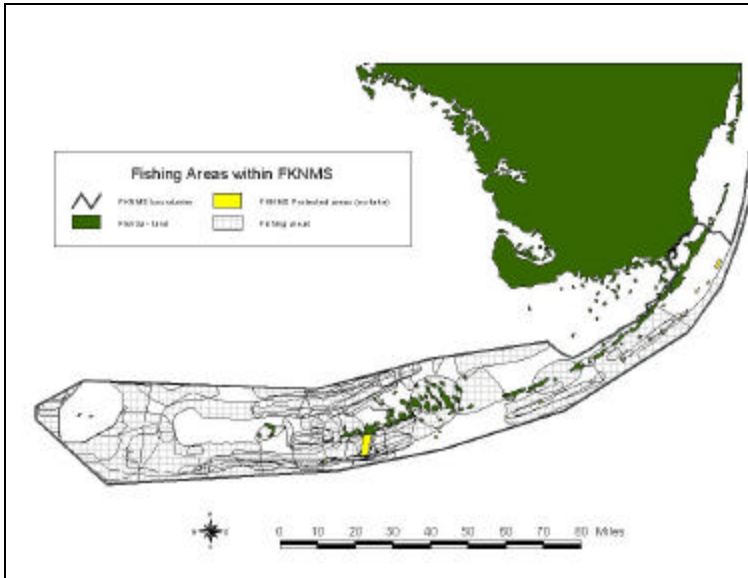 Fishing Areas within FKNMS
FKNMS boundaries
FKNMS Protected areas (no-take)
Florida - land
Fishing areas
0 10 20 30 40 50 60 70 80 Miles